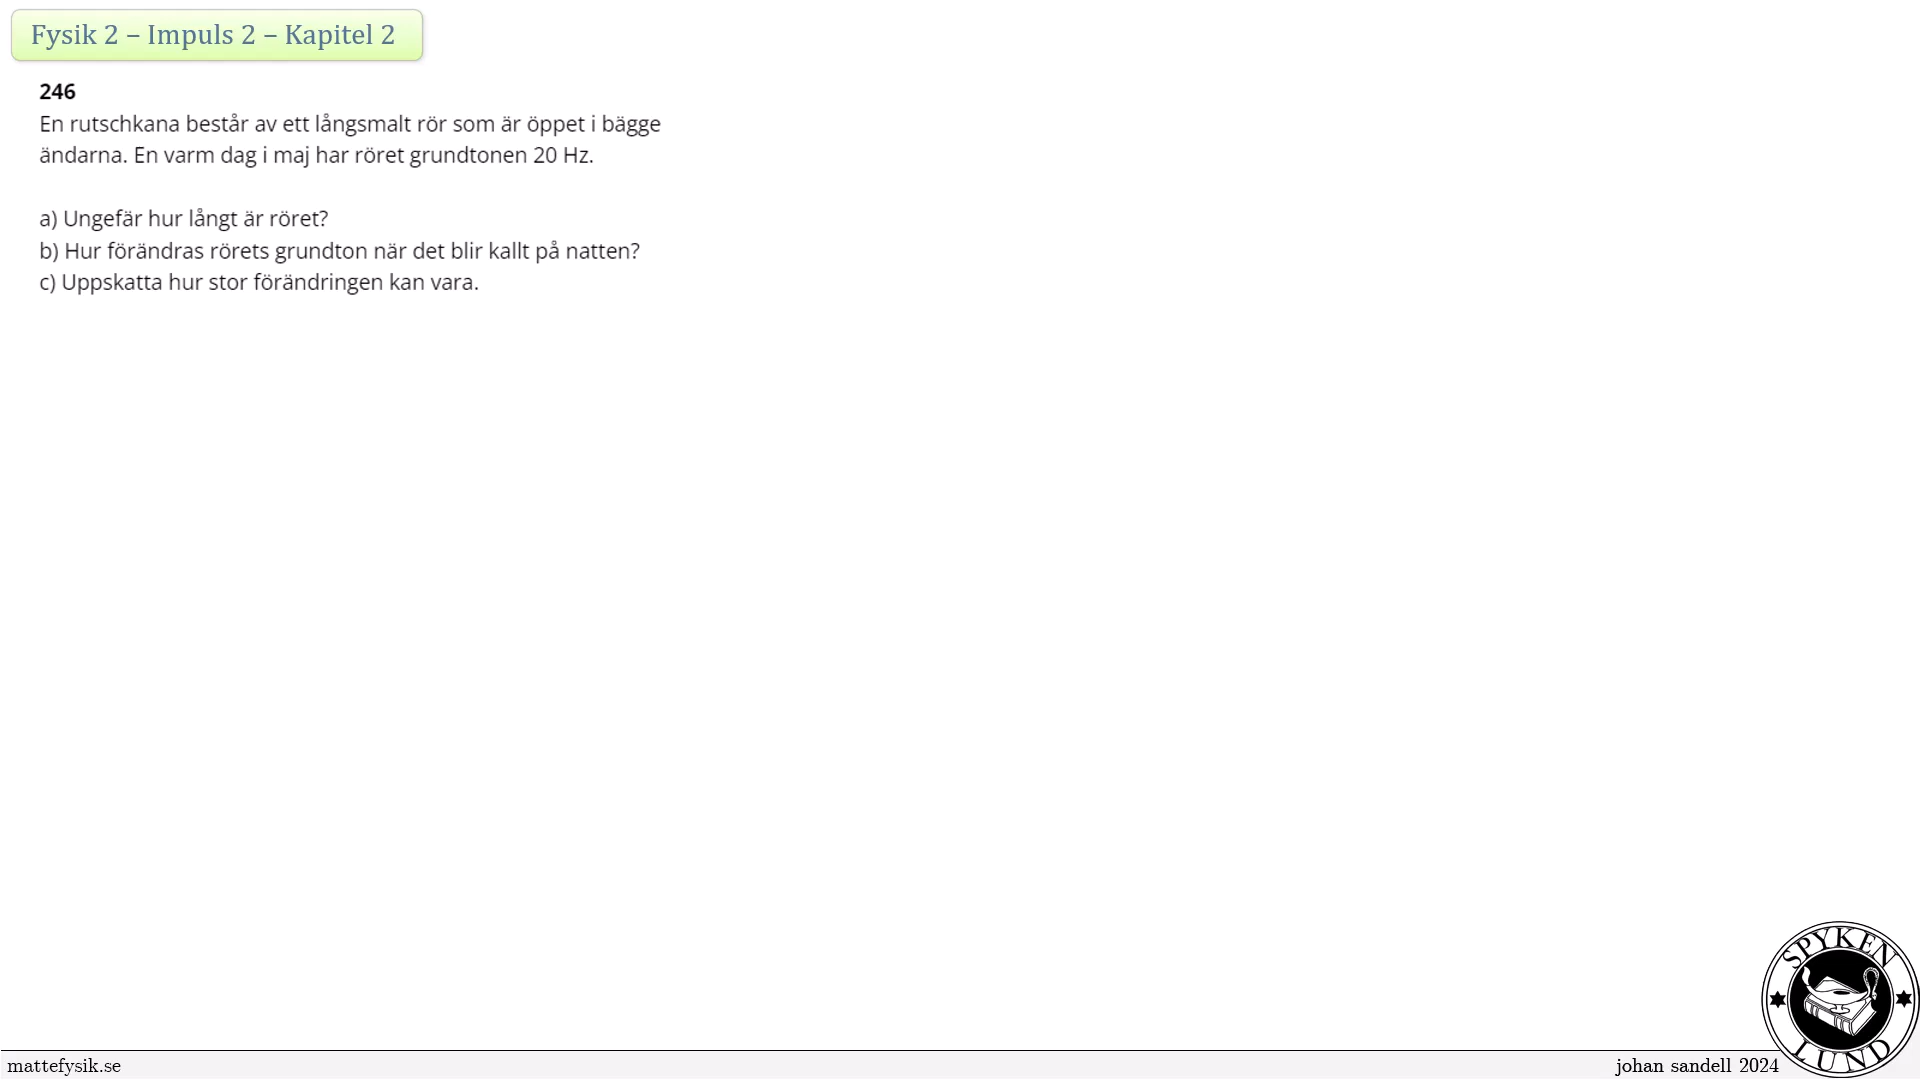 Fysik 2 – Impuls 2 – Kapitel 2
246
En rutschkana består av ett långsmalt rör som är öppet i bägge
ändarna. En varm dag i maj har röret grundtonen 20 Hz.
a) Ungefär hur långt är röret?
b) Hur förändras rörets grundton när det blir kallt på natten?
c) Uppskatta hur stor förändringen kan vara.
SPYKEN
LUND
mattefysik.se
johan sandell 2024